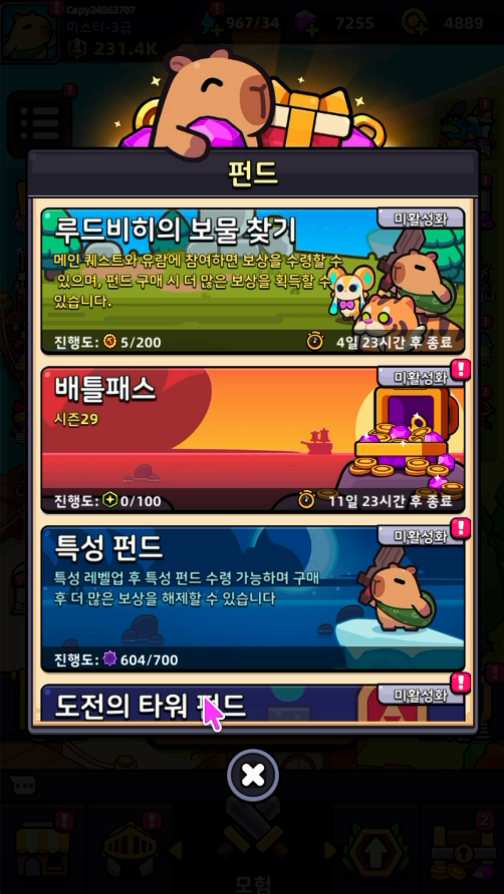 Capy24063707
마스터-3급
231.4K
967/34
7255
4889
펀드
루드비히의 보물 찾기
미활성화
메인 퀘스트와 유람에 참여하면 보상을 수령할 수
있으며, 펀드 구매 시 더 많은 보상을 획득할 수
있습니다.
진행도: 5/200
4일 23시간 후 종료
배틀패스
미활성화
시즌29
진행도: 0/100
11일 23시간 후 종료
특성 펀드
미활성화
특성 레벨업 후 특성 펀드 수령 가능하며 구매
후 더 많은 보상을 해제할 수 있습니다
진행도: 604/700
도전의 타워 펀드
미활성화
2
모험